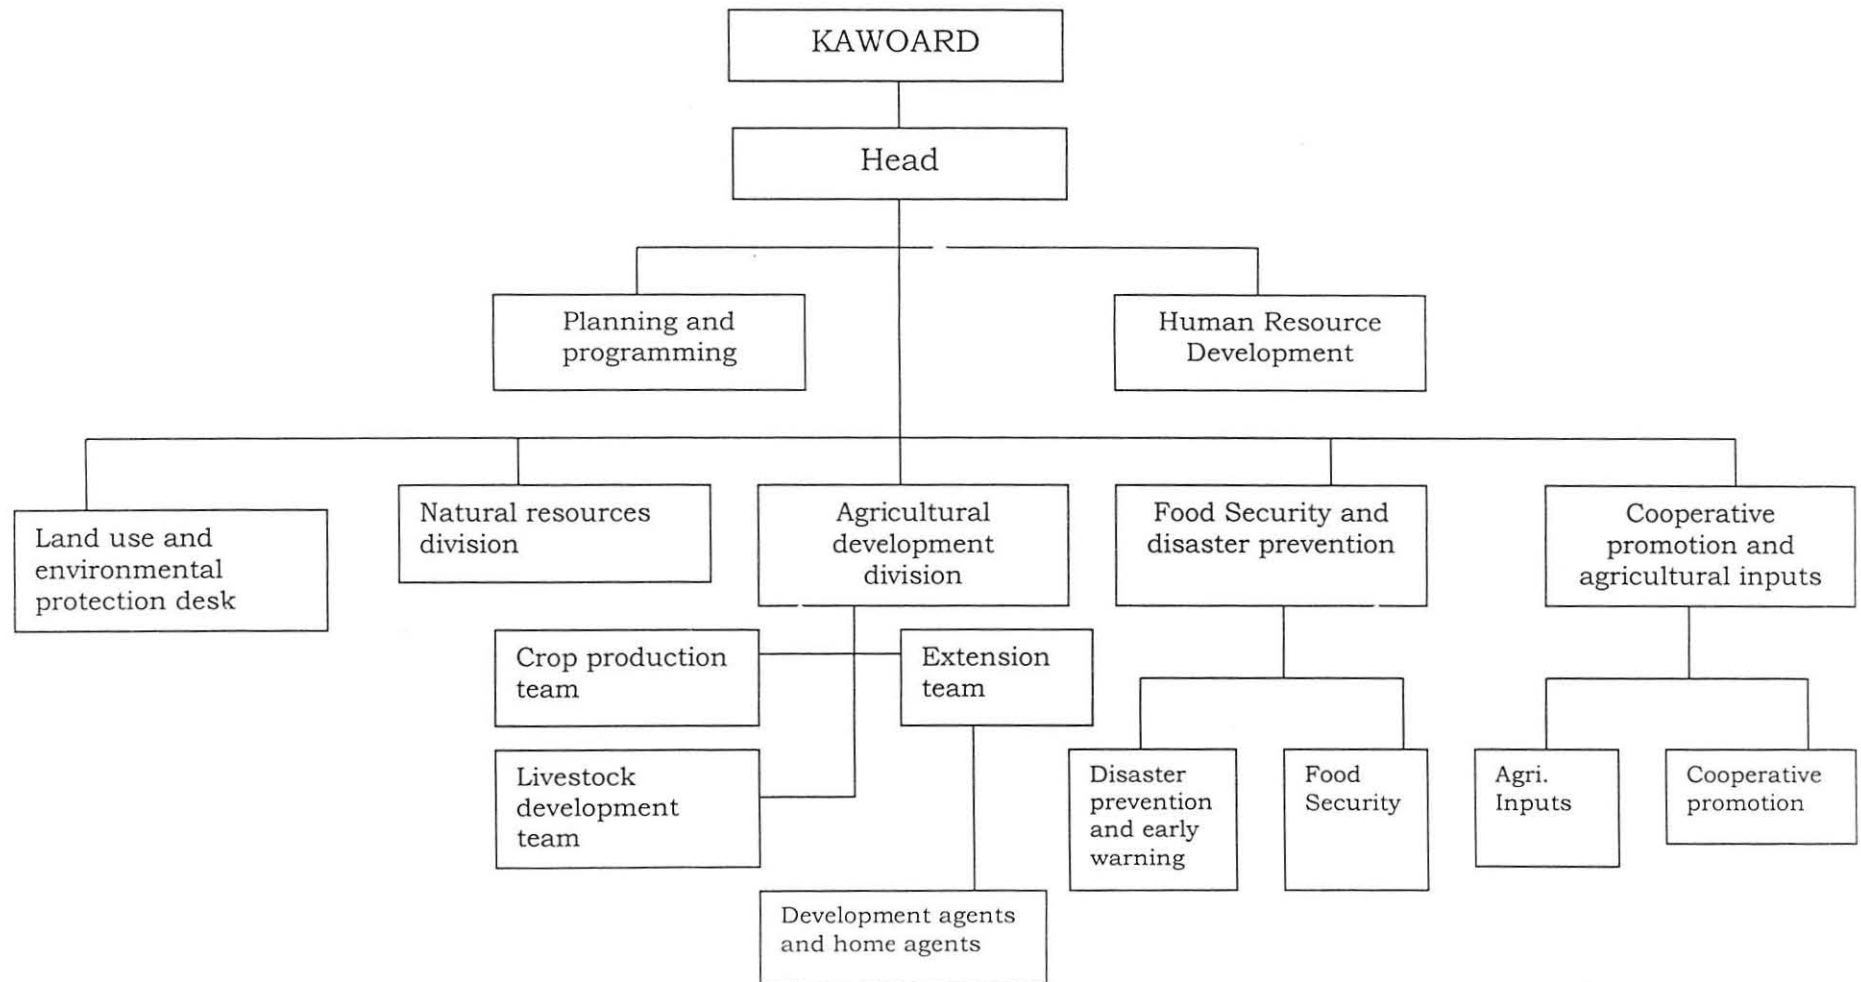 KAWOARD
Head
Planning and
programming
Human Resource
Development
Land use and
environmental
protection desk
Natural resources
division
Agricultural
development
division
Food Security and
disaster prevention
Cooperative
promotion and
agricultural inputs
Crop production
team
Extension
team
Livestock
development
team
Disaster
prevention
and early
warning
Food
Security
Agri.
Inputs
Cooperative
promotion
Development agents
and home agents